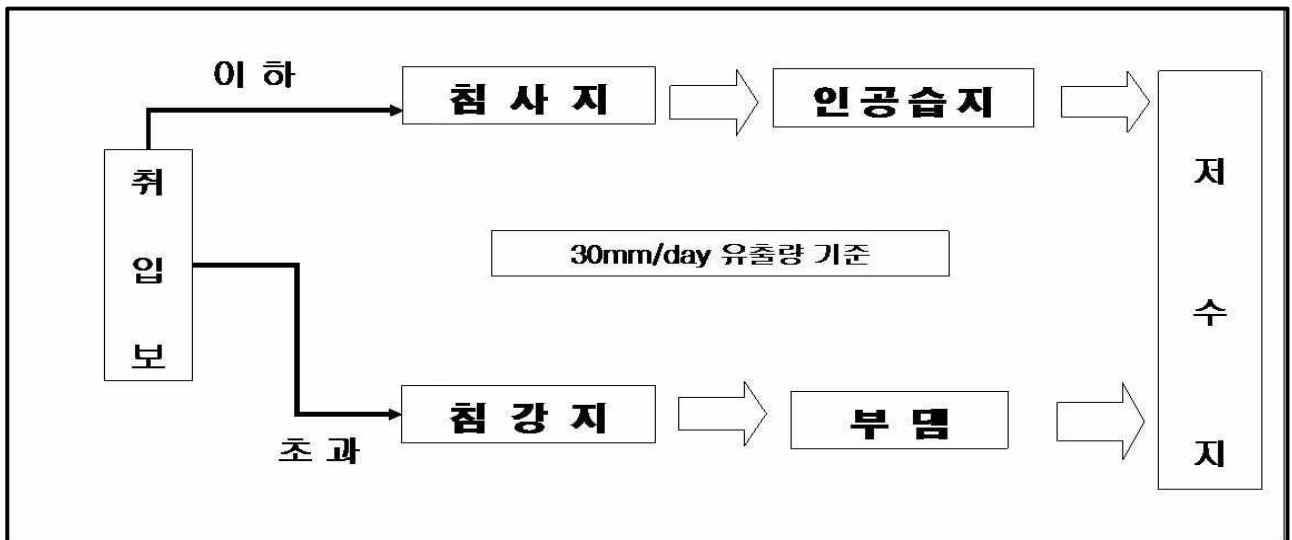 이 하
침 사 지
인공습지
취입보
저수지
30mm/day 유출량 기준
침 강 지
부 댐
초 과